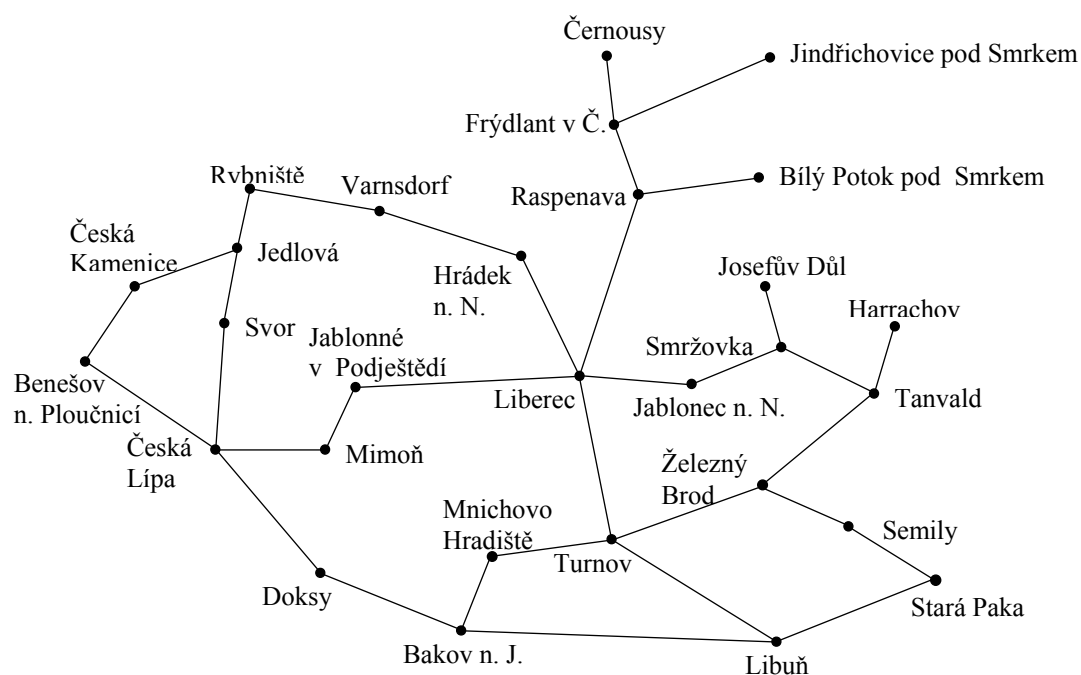 Černousy
Jindřichovice pod Smrkem
Frýdlant v Č.
Rybniště
Varnsdorf
Raspenava
Bílý Potok pod Smrkem
Česká
Kamenice
Jedlová
Hrádek
n. N.
Josefův Důl
Harrachov
Svor
Jablonné
v Podještědí
Smržovka
Benešov
n. Ploučnicí
Liberec
Jablonec n. N.
Tanvald
Česká
Lípa
Mimoň
Železný
Brod
Mnichovo
Hradiště
Semily
Turnov
Doksy
Stará Paka
Bakov n. J.
Libuň